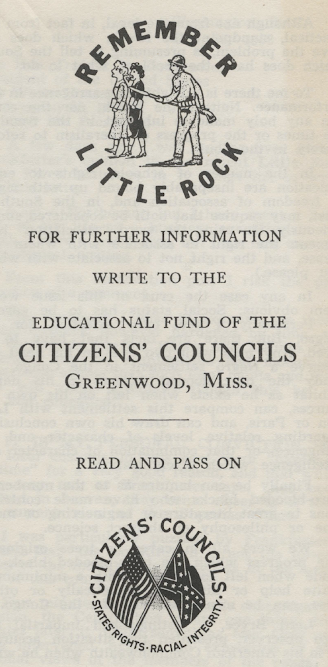 REMEMBER
LITTLE ROCK
FOR FURTHER INFORMATION
WRITE TO THE
EDUCATIONAL FUND OF THE
CITIZENS' COUNCILS
GREENWOOD, MISS.
READ AND PASS ON
CITIZENS' COUNCILS
STATES RIGHTS · RACIAL INTEGRITY